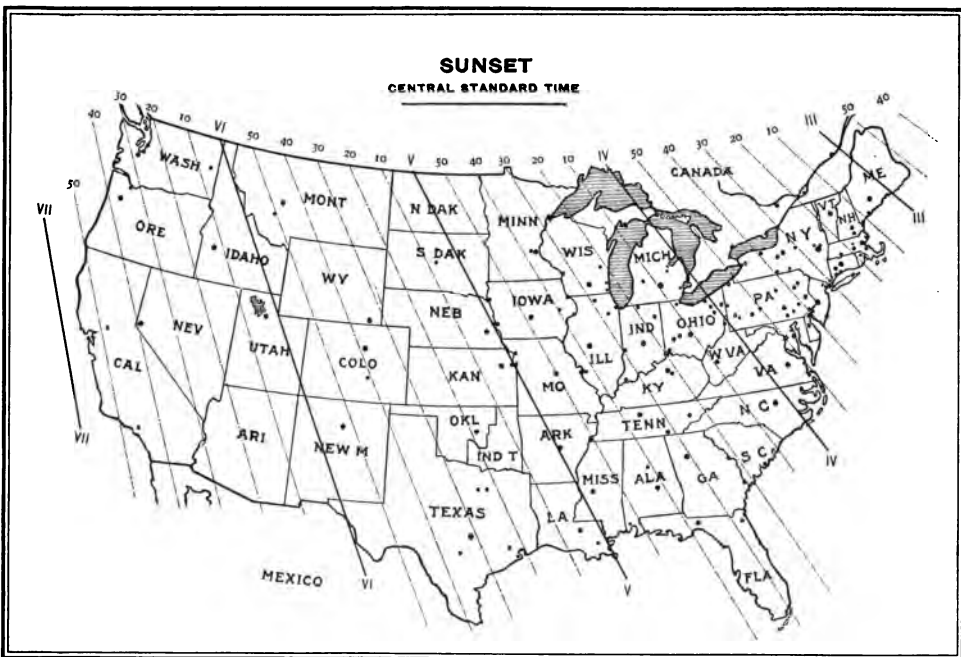 SUNSET
CENTRAL STANDARD TIME
40 30 20 10 VI 50 40 20 10 V 50 40 30 20 10 IV 50 40 30 20 10 III 50 40
50
VII
WASH
MONT
N DAK
MINN
CANADA
ME
III
VT
NH
ORE
IDAHO
S DAK
WIS
MICH
NY
WY
IOWA
PA
NEB
NEV
UTAH
COLO
IND
OHIO
ILL
W VA
VA
CAL
KAN
MO
KY
N C
VII
ARI
NEW M
OKL
IND T
ARK
TENN
S C
IV
MISS
ALA
GA
TEXAS
LA
MEXICO
VI
V
FLA